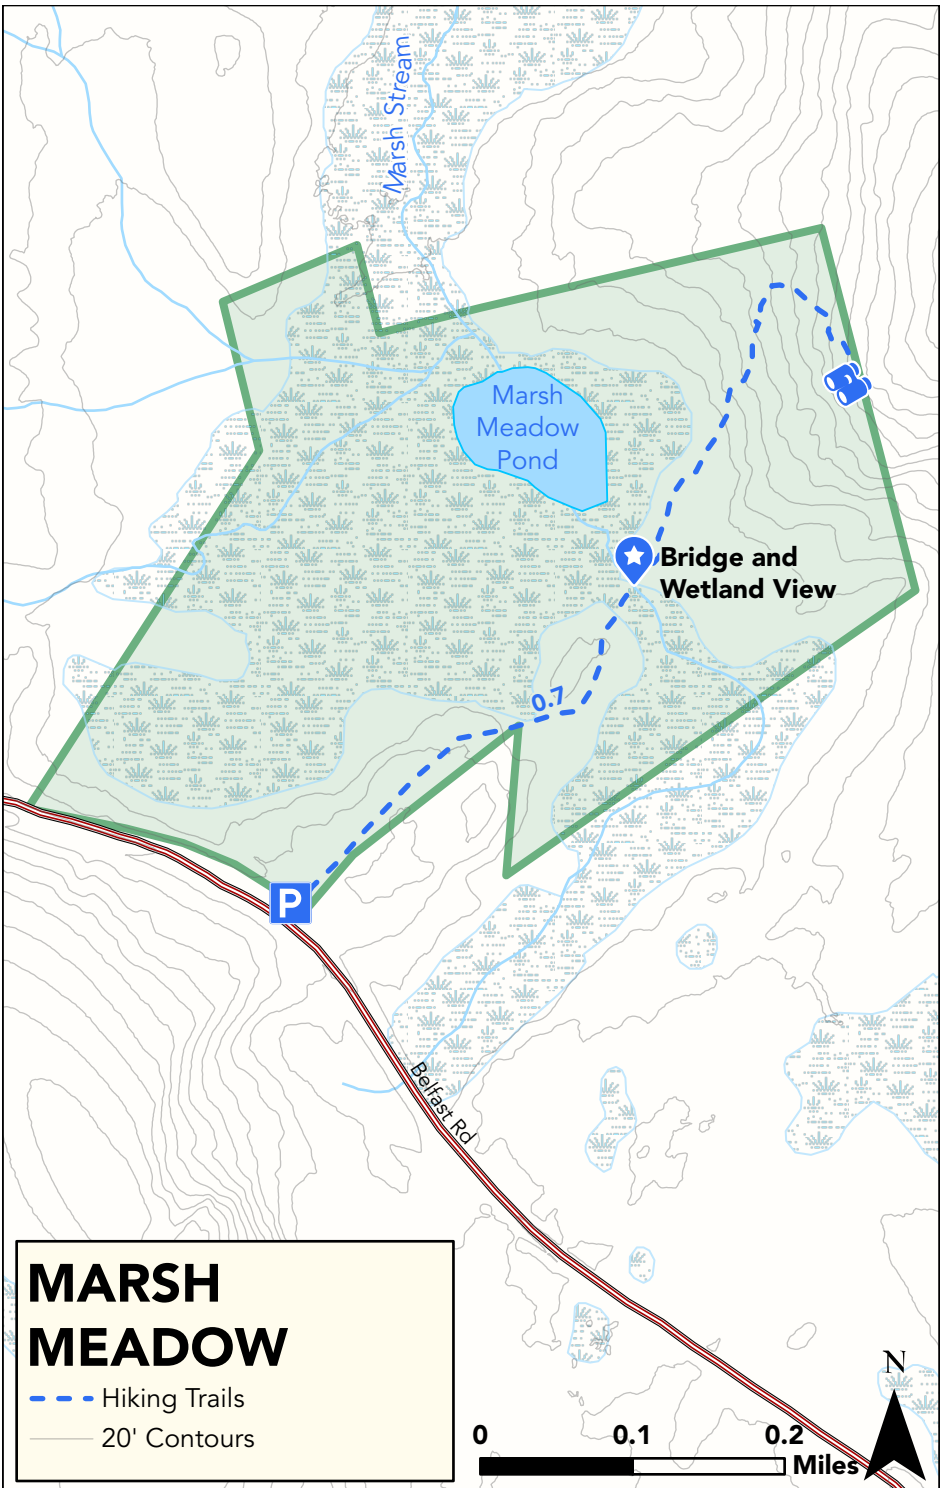 Marsh Stream
Marsh
Meadow
Pond
Bridge and
Wetland View
0.7
P
Belfast Rd
MARSH
MEADOW
Hiking Trails
20' Contours
N
0 0.1 0.2
Miles